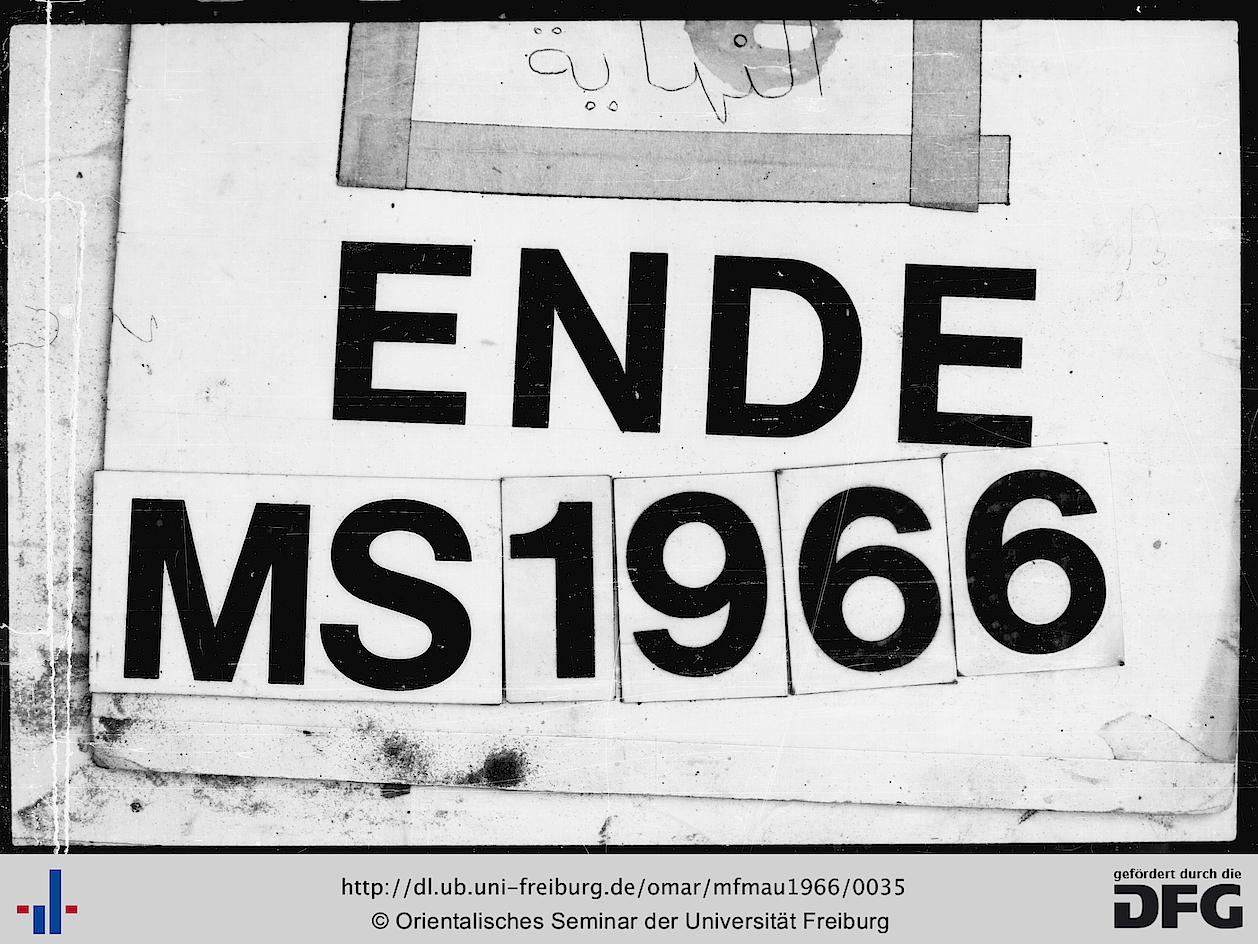 النهاية
ENDE
MS1966
http://dl.ub.uni-freiburg.de/omar/mfmau1966/0035
© Orientalisches Seminar der Universität Freiburg
gefördert durch die
DFG